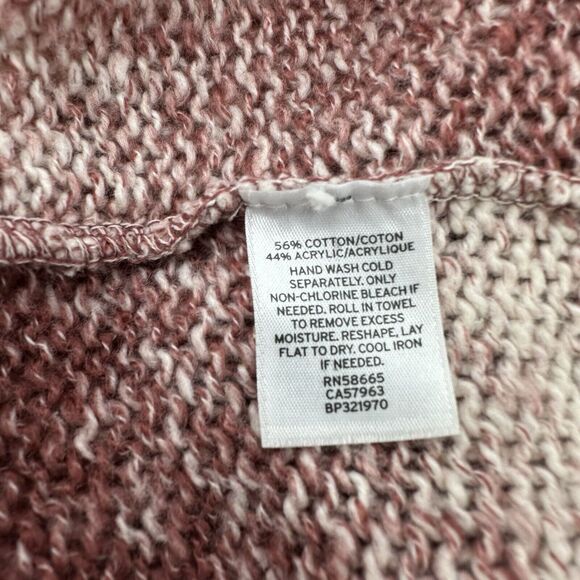 56% COTTON/COTON
44% ACRYLIC/ACRYLIQUE
HAND WASH COLD
SEPARATELY. ONLY
NON-CHLORINE BLEACH IF
NEEDED. ROLL IN TOWEL
TO REMOVE EXCESS
MOISTURE. RESHAPE, LAY
FLAT TO DRY. COOL IRON
IF NEEDED.
RN58665
CA57963
BP321970